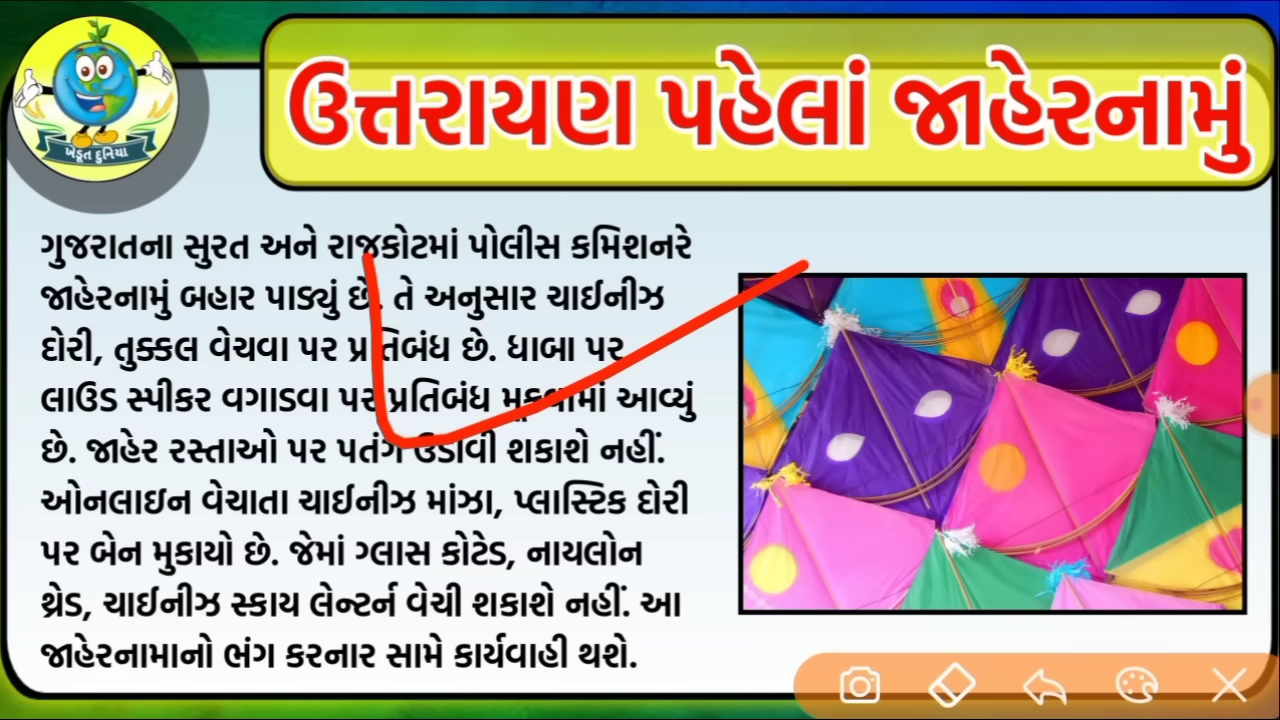 ખેડૂત દુનિયા
ઉત્તરાયણ પહેલાં જાહેરનામું
ગુજરાતના સુરત અને રાજકોટમાં પોલીસ કમિશનરે
જાહેરનામું બહાર પાડ્યું છે. તે અનુસાર ચાઈનીઝ
દોરી, તુક્કલ વેચવા પર પ્રતિબંધ છે. ધાબા પર
લાઉડ સ્પીકર વગાડવા પર પ્રતિબંધ મુકવામાં આવ્યું
છે. જાહેર રસ્તાઓ પર પતંગ ઉડાવી શકાશે નહીં.
ઓનલાઇન વેચાતા ચાઈનીઝ માંઝા, પ્લાસ્ટિક દોરી
પર બેન મુકાયો છે. જેમાં ગ્લાસ કોટેડ, નાયલોન
થ્રેડ, ચાઈનીઝ સ્કાય લેન્ટર્ન વેચી શકાશે નહીં. આ
જાહેરનામાનો ભંગ કરનાર સામે કાર્યવાહી થશે.